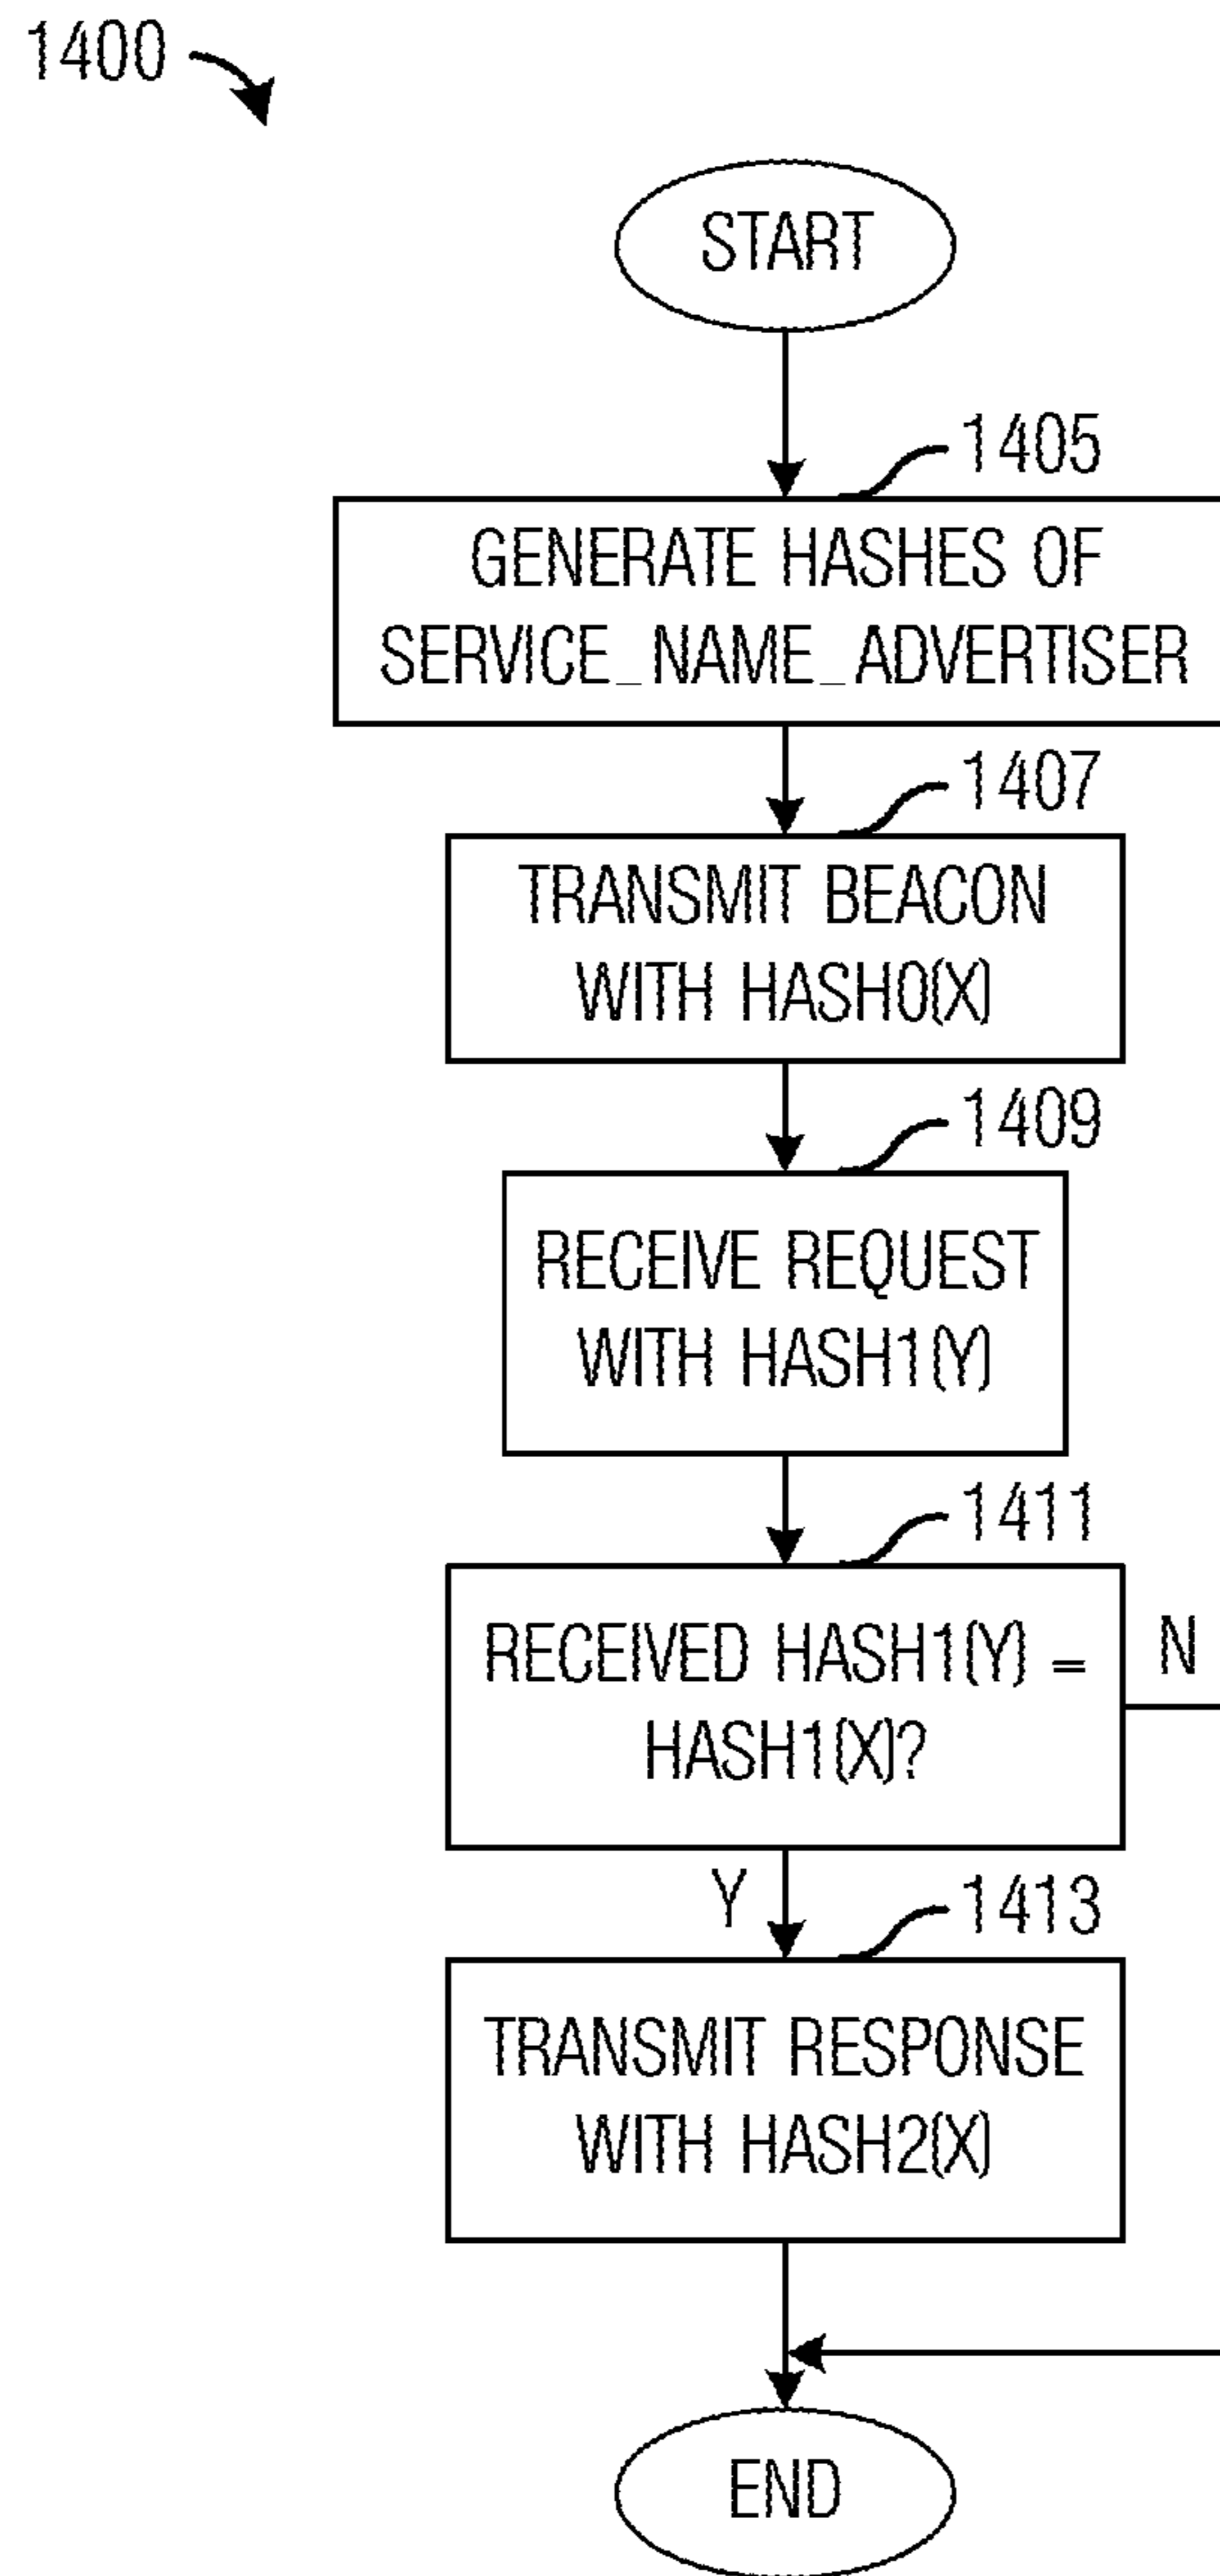 1400
START
1405
GENERATE HASHES OF
SERVICE_NAME_ADVERTISER
1407
TRANSMIT BEACON
WITH HASH0(X)
1409
RECEIVE REQUEST
WITH HASH1(Y)
1411
RECEIVED HASH1(Y) =
HASH1(X)?
N
Y
1413
TRANSMIT RESPONSE
WITH HASH2(X)
END